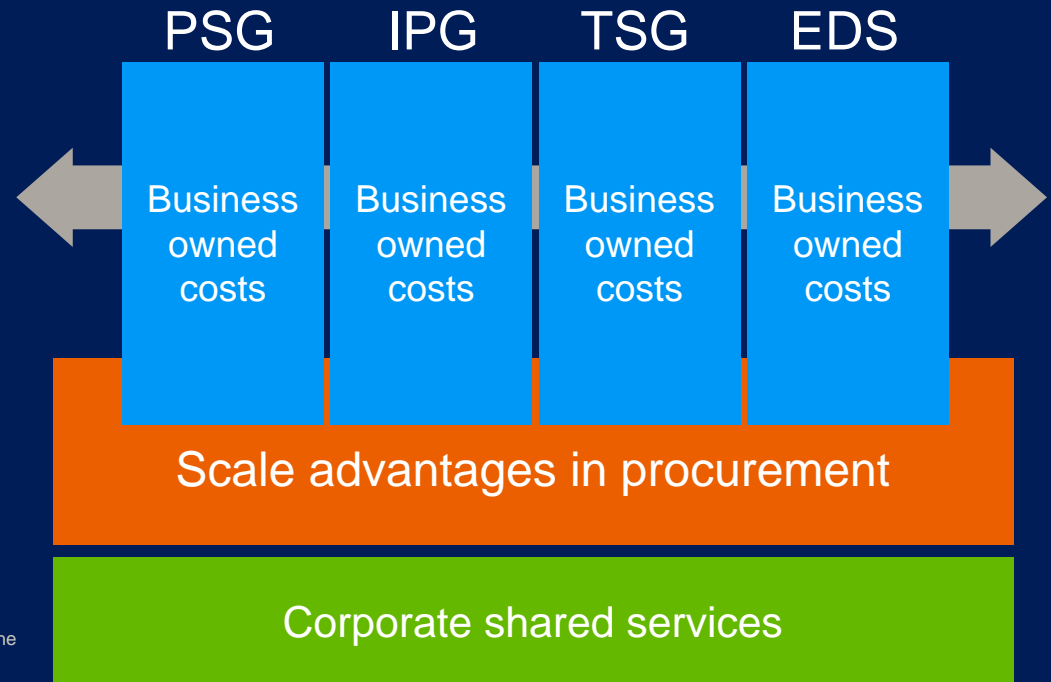 PSG IPG TSG EDS
Business Business Business Business
owned owned owned owned
costs costs costs costs
Scale advantages in procurement
Corporate shared services